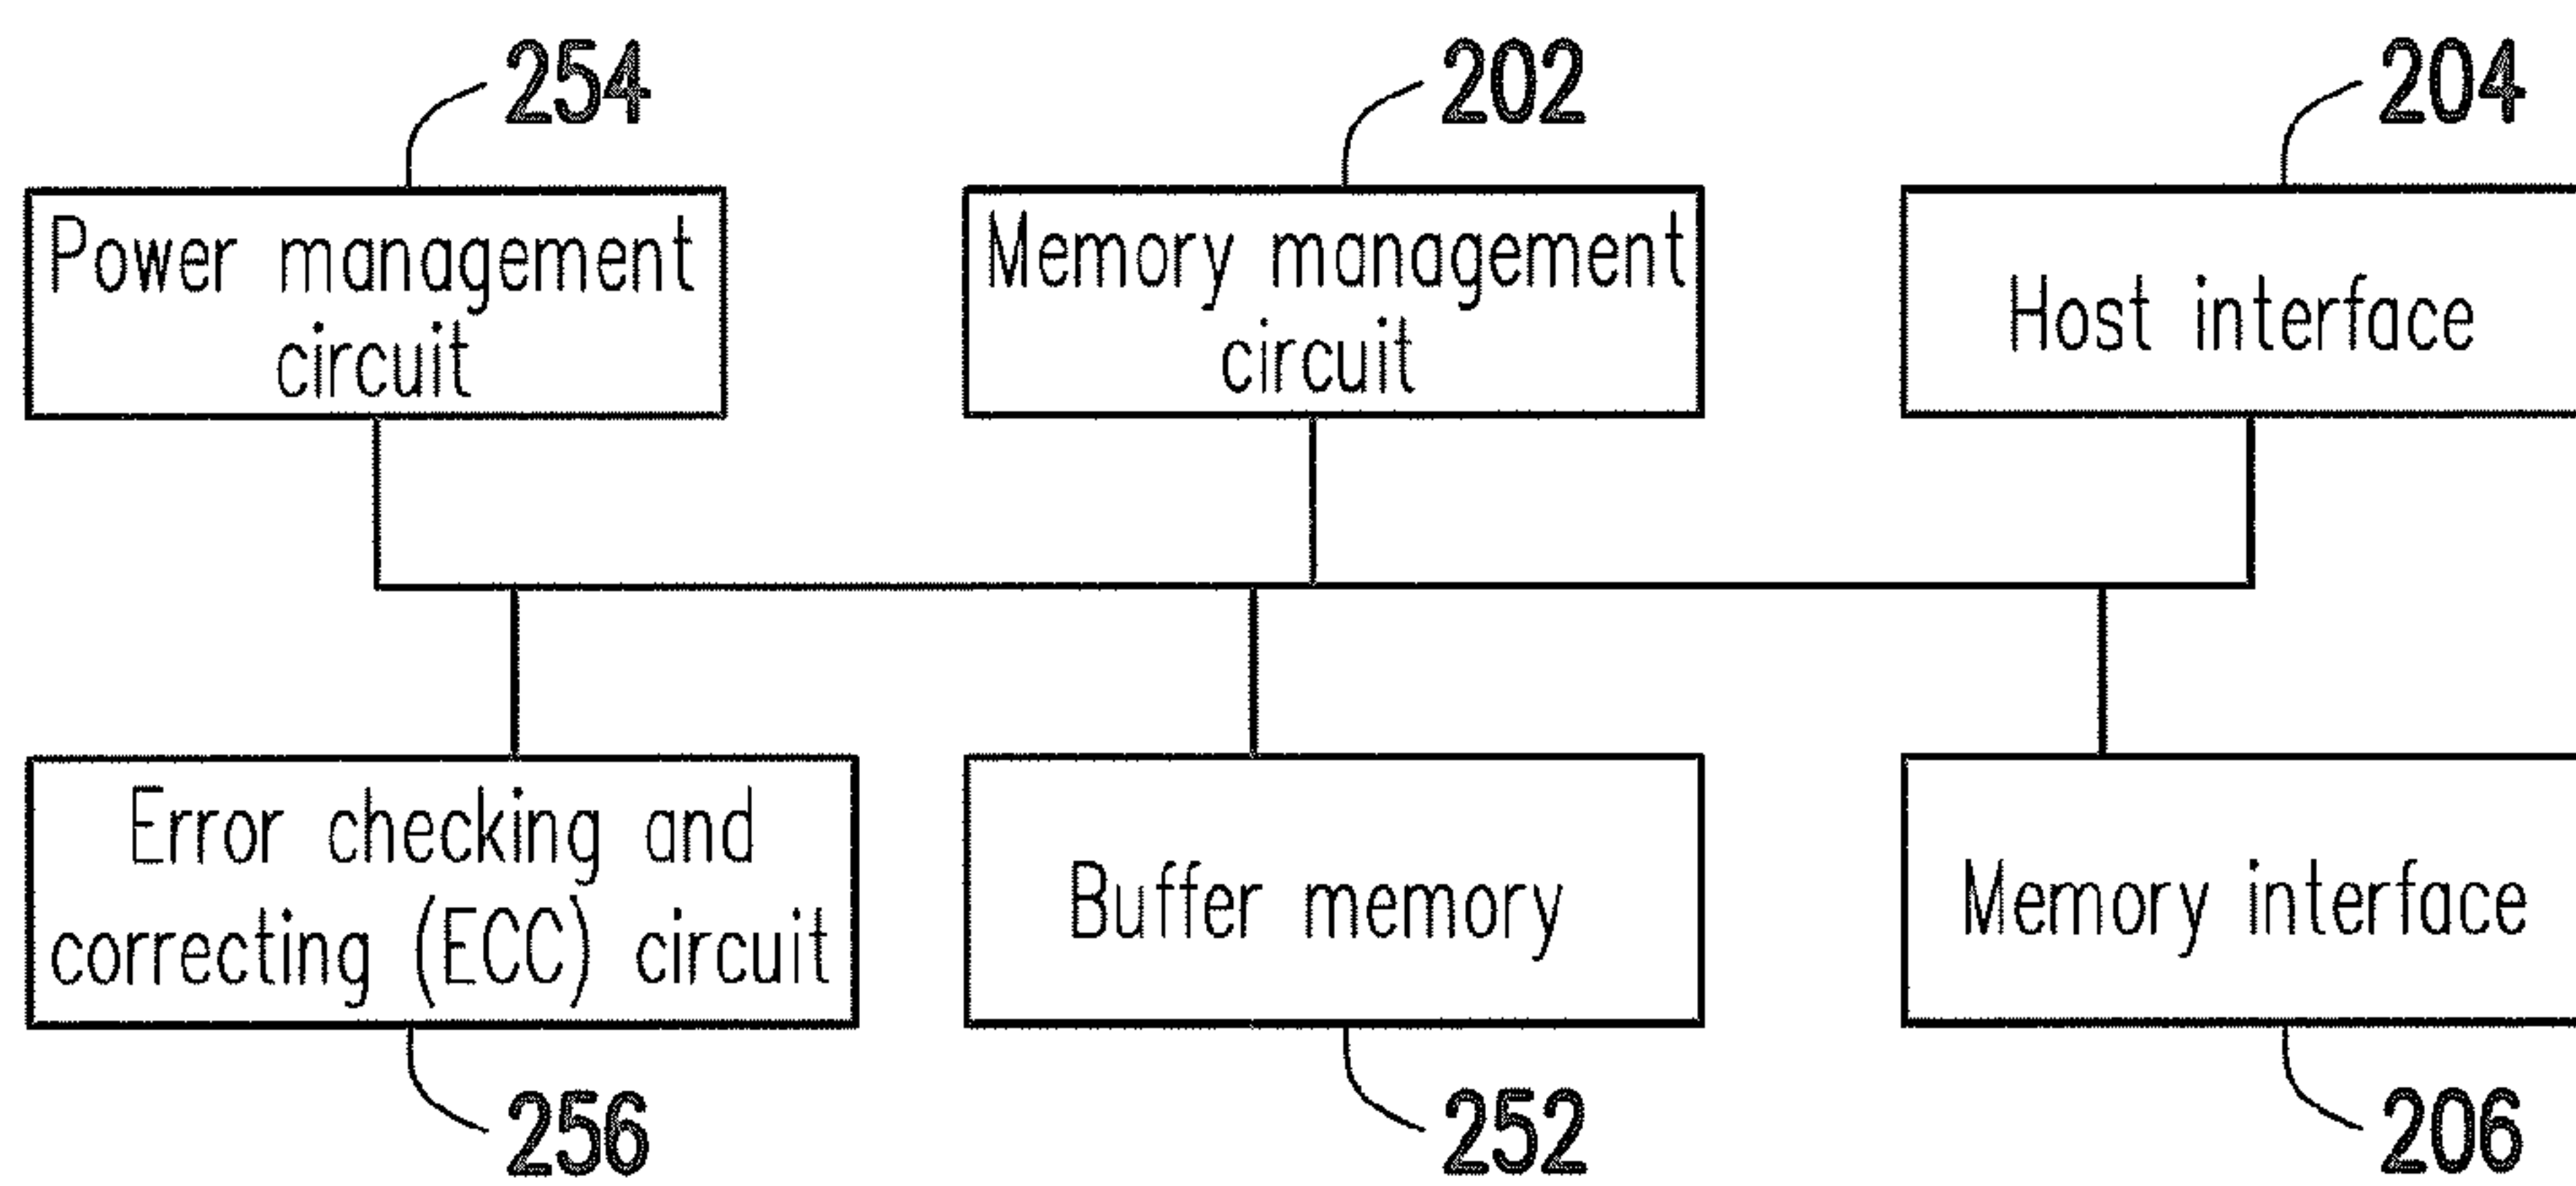 254
202
204
Power management
circuit
Memory management
circuit
Host interface
Error checking and
correcting (ECC) circuit
Buffer memory
Memory interface
256
252
206